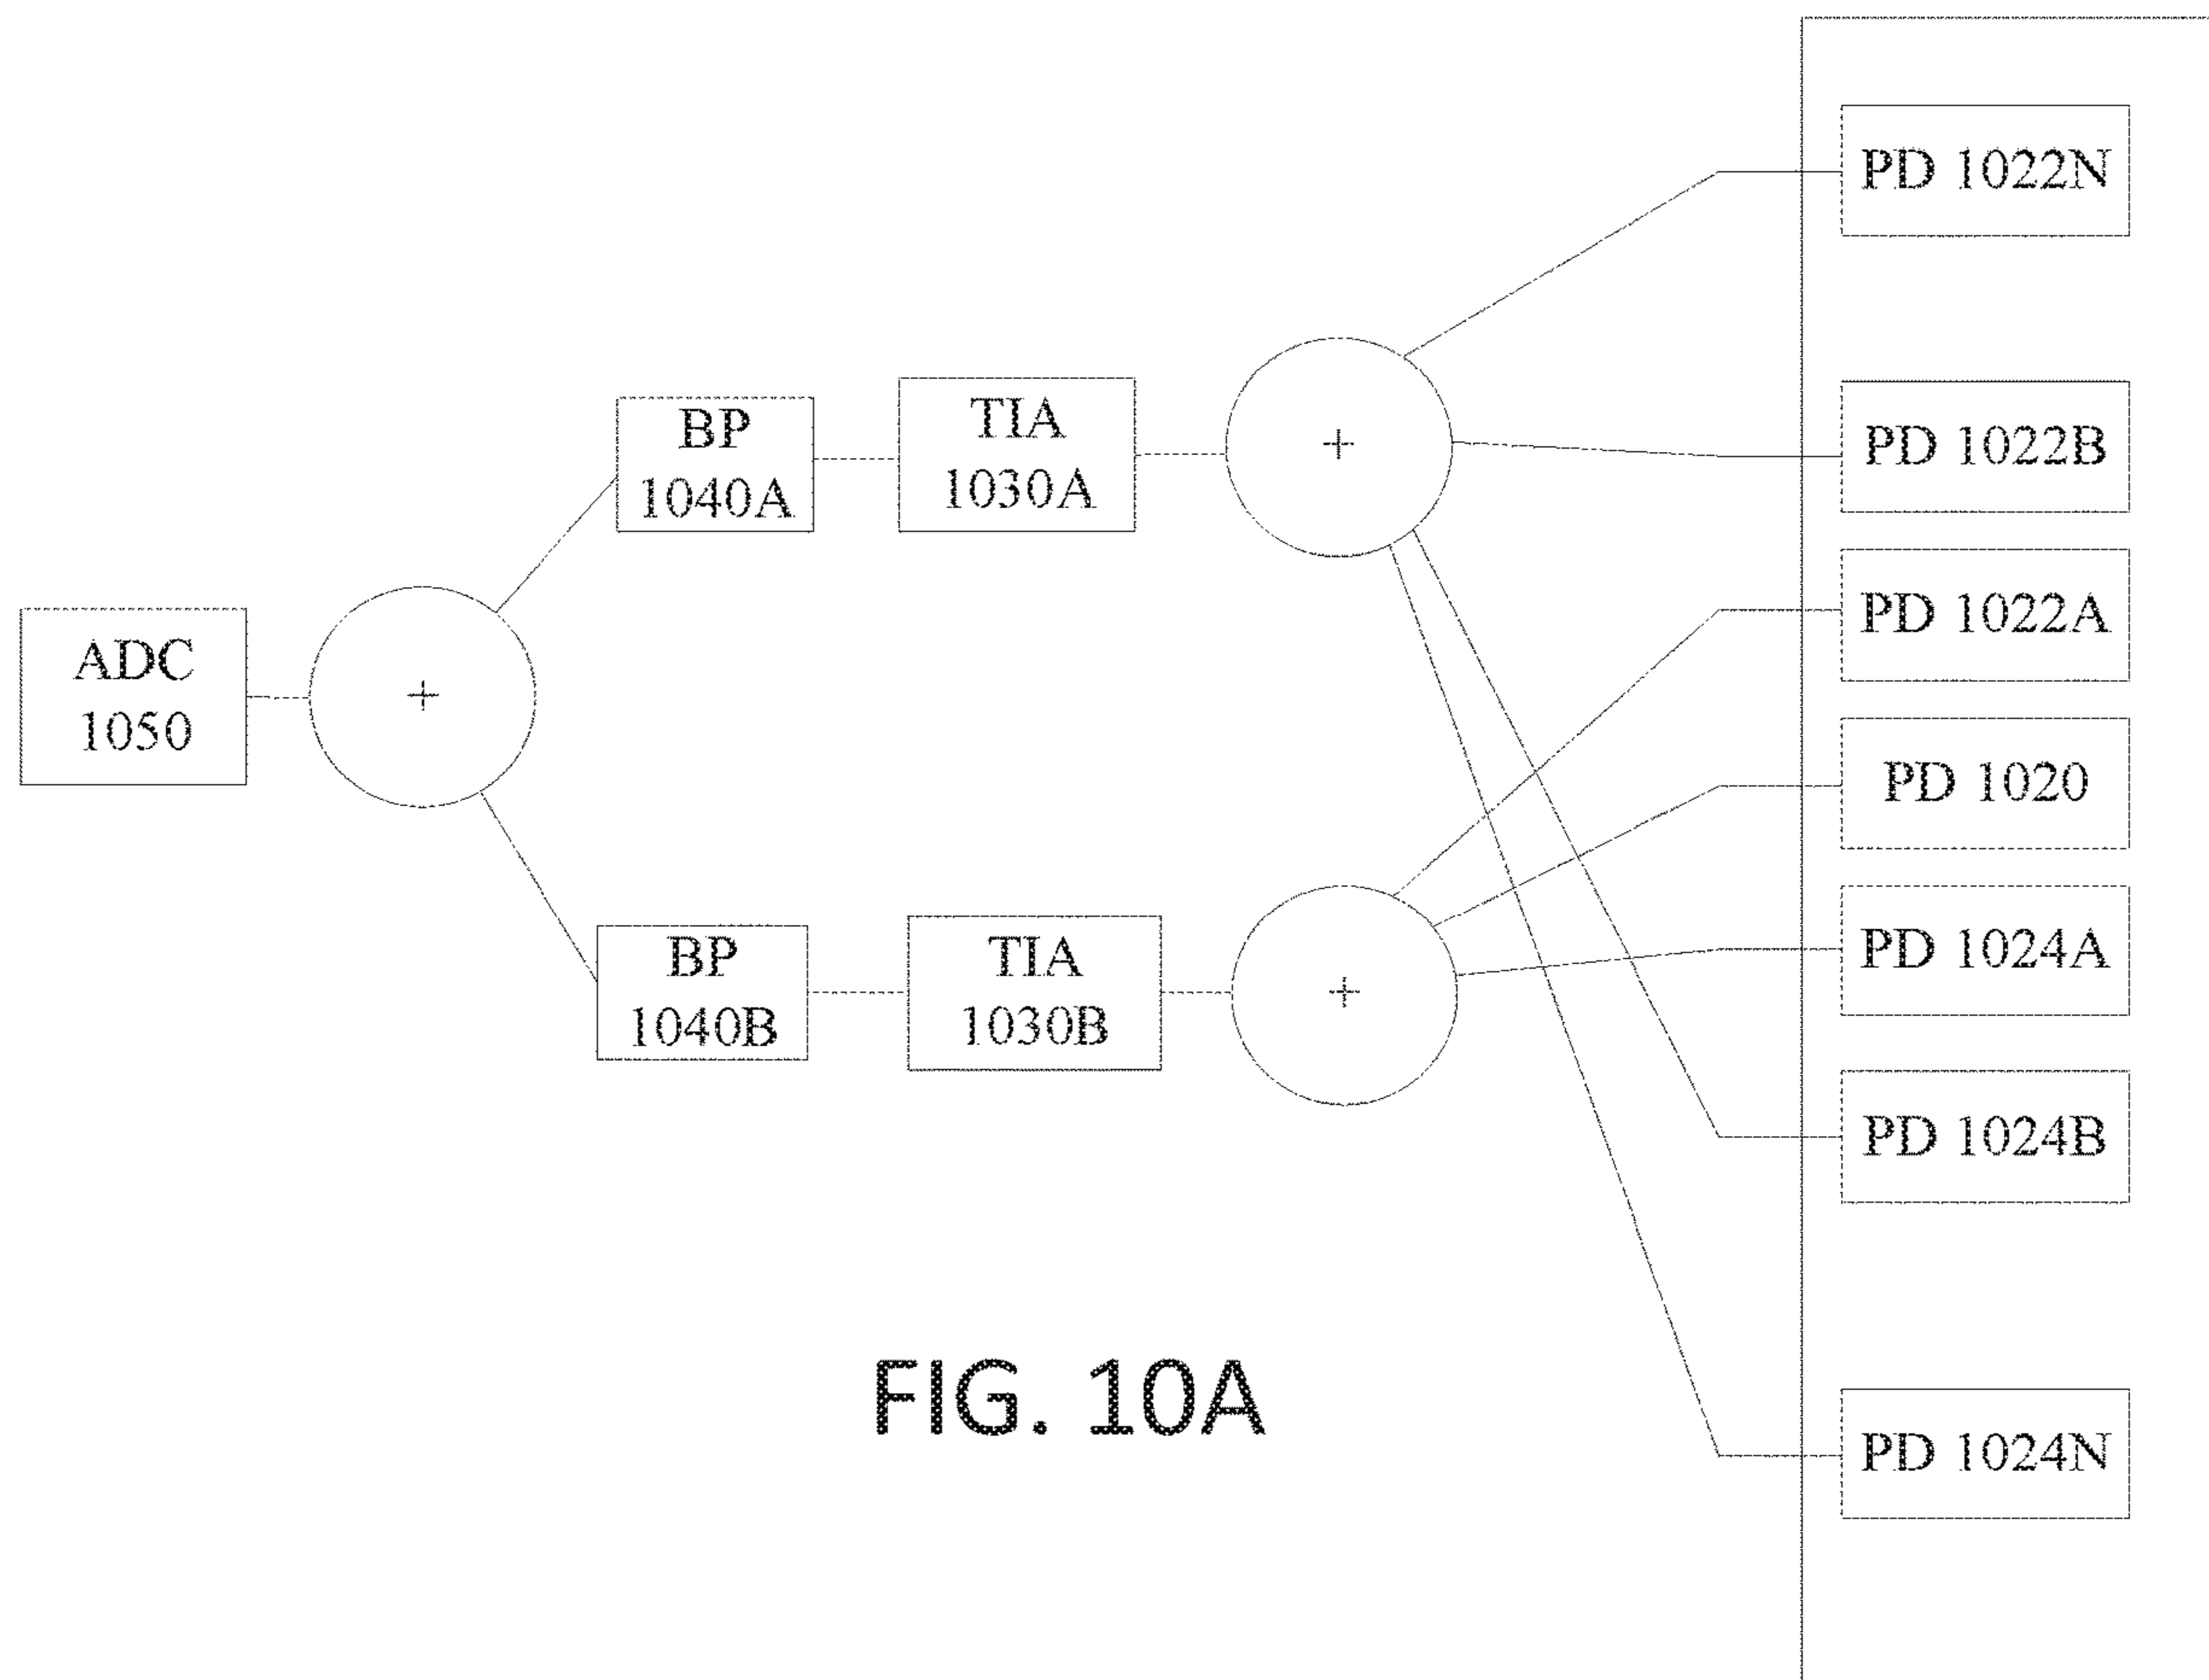 PD 1022N
BP
1040A
TIA
1030A
+
PD 1022B
PD 1022A
ADC
1050
+
PD 1020
BP
1040B
TIA
1030B
+
PD 1024A
PD 1024B
FIG. 10A
PD 1024N